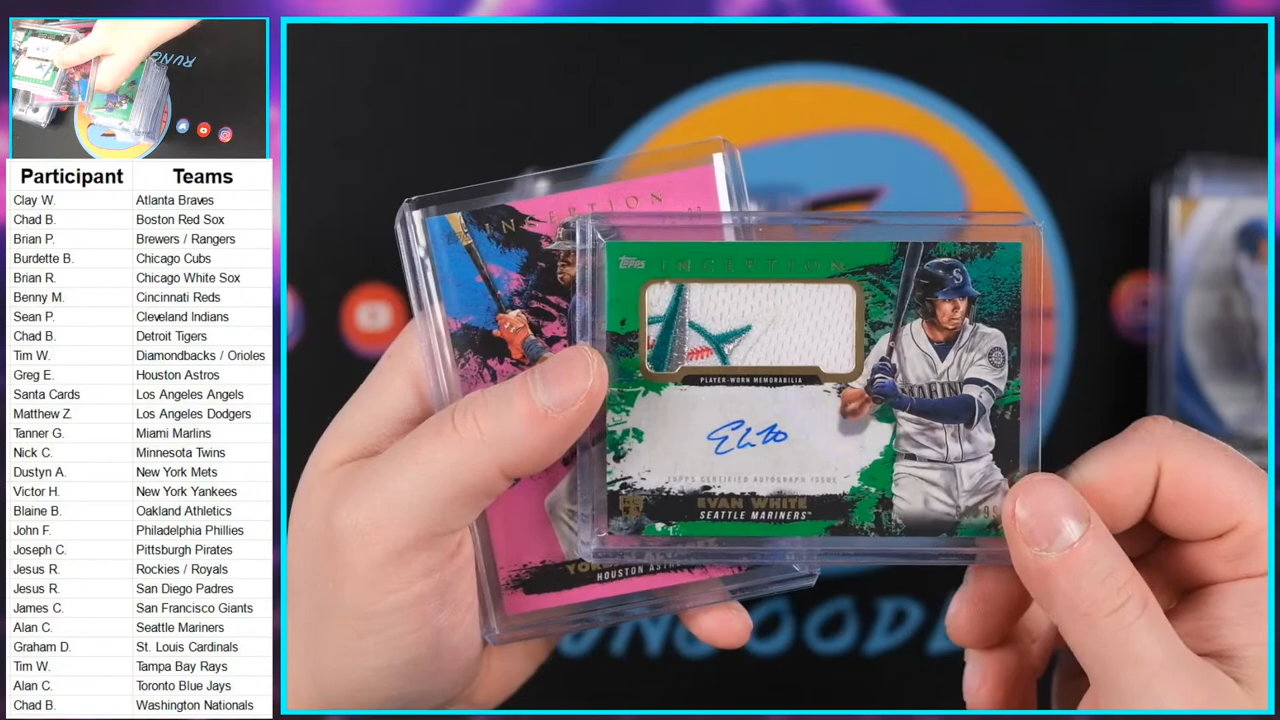 Participant Teams
Clay W. Atlanta Braves
Chad B. Boston Red Sox
Brian P. Brewers / Rangers
Burdette B. Chicago Cubs
Brian R. Chicago White Sox
Benny M. Cincinnati Reds
Sean P. Cleveland Indians
Chad B. Detroit Tigers
Tim W. Diamondbacks / Orioles
Greg E. Houston Astros
Santa Cards Los Angeles Angels
Matthew Z. Los Angeles Dodgers
Tanner G. Miami Marlins
Nick C. Minnesota Twins
Dustyn A. New York Mets
Victor H. New York Yankees
Blaine B. Oakland Athletics
John F. Philadelphia Phillies
Joseph C. Pittsburgh Pirates
Jesus R. Rockies / Royals
Jesus R. San Diego Padres
James C. San Francisco Giants
Alan C. Seattle Mariners
Graham D. St. Louis Cardinals
Tim W. Tampa Bay Rays
Alan C. Toronto Blue Jays
Chad B. Washington Nationals
INCEPTION
TOPPS INCEPTION
PLAYER-WORN MEMORABILIA
TOPPS CERTIFIED AUTOGRAPH ISSUE
EVAN WHITE
SEATTLE MARINERS™
HOUSTON